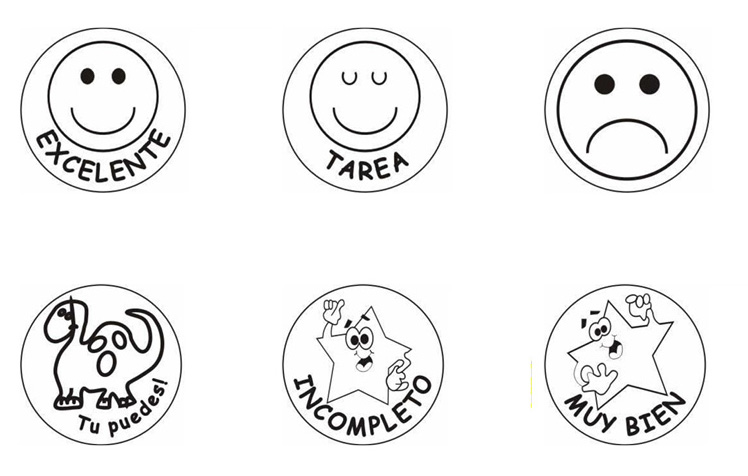 EXCELENTE
TAREA
Tu puedes!
INCOMPLETO
MUY BIEN